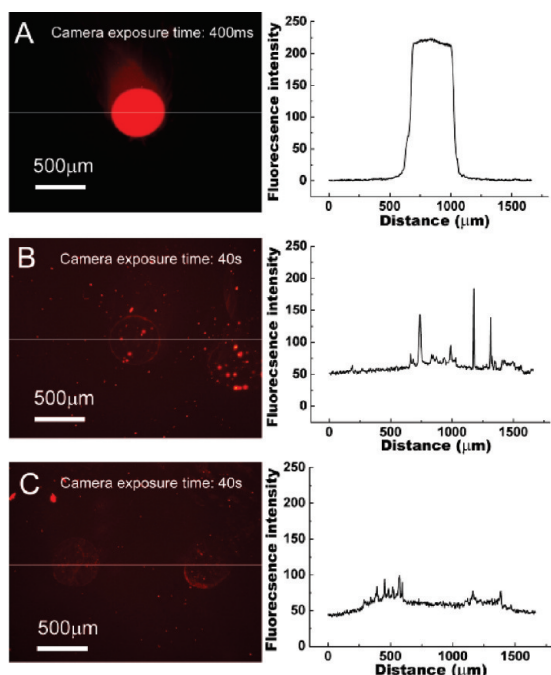 A
Camera exposure time: 400ms
500μm
Fluorecsence intensity
250
200
150
100
50
0
0 500 1000 1500
Distance (μm)
B
Camera exposure time: 40s
500μm
Fluorecsence intensity
250
200
150
100
50
0
0 500 1000 1500
Distance (μm)
C
Camera exposure time: 40s
500μm
Fluorecsence intensity
250
200
150
100
50
0
0 500 1000 1500
Distance (μm)